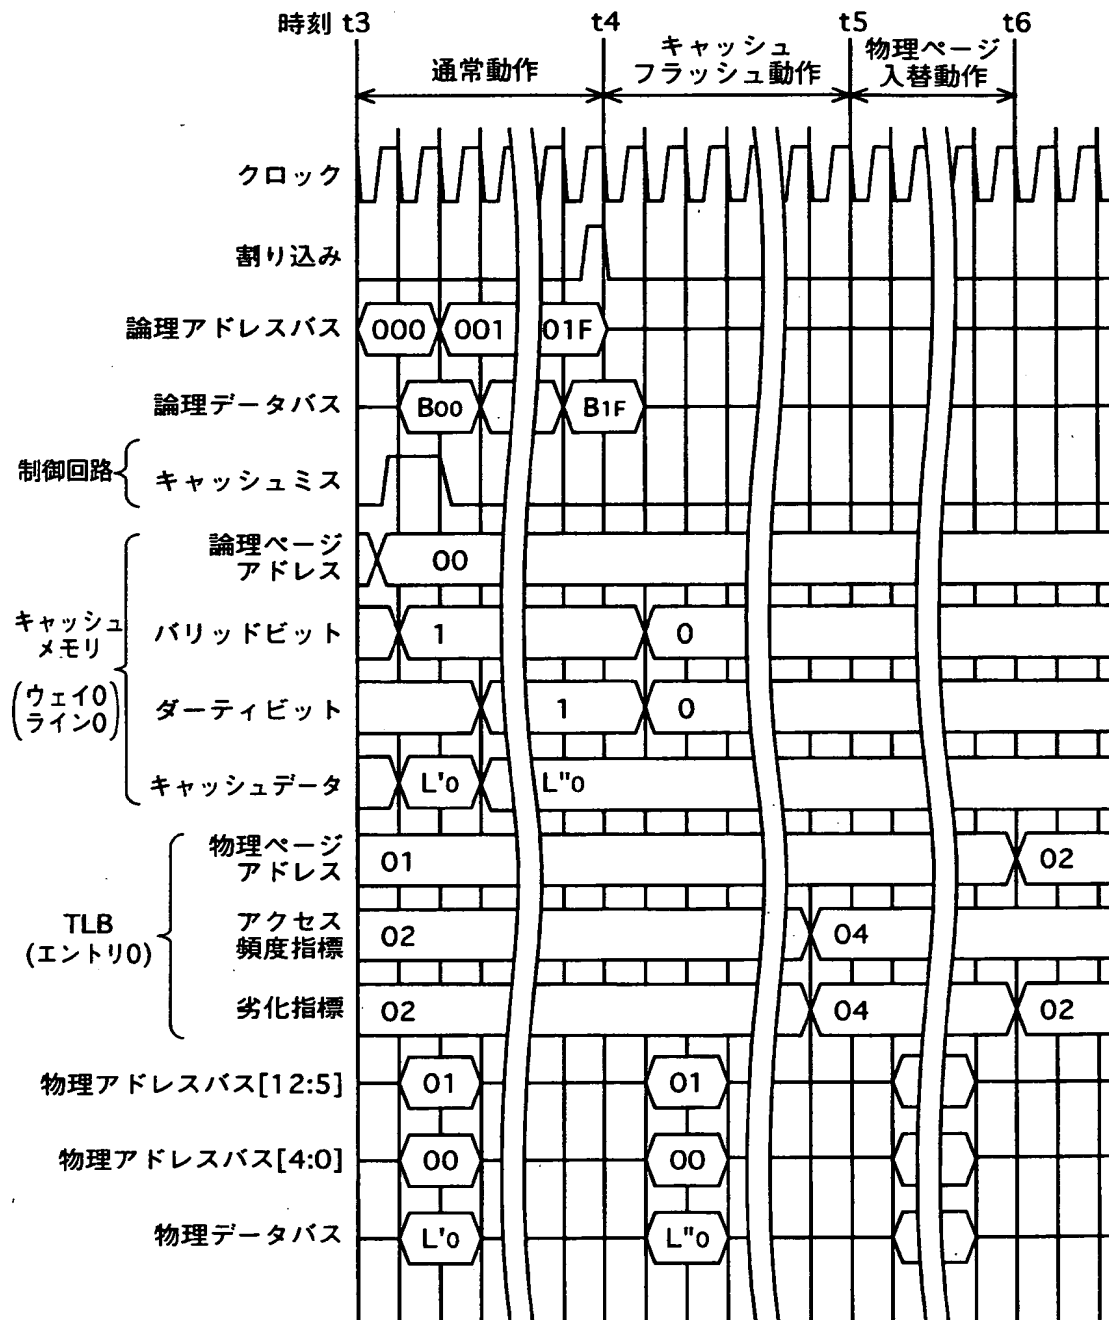 時刻 t3 t4 t5 t6
通常動作
キャッシュ
フラッシュ動作
物理ページ
入替動作
クロック
割り込み
論理アドレスバス 000 001 01F
論理データバス B00 B1F
制御回路
キャッシュミス
論理ページ
アドレス
00
キャッシュ
メモリ
(ウェイ0
ライン0)
バリッドビット 1 0
ダーティビット 1 0
キャッシュデータ L'0 L"0
物理ページ
アドレス
01 02
TLB
(エントリ0)
アクセス
頻度指標
02 04
劣化指標 02 04 02
物理アドレスバス[12:5] 01 01
物理アドレスバス[4:0] 00 00
物理データバス L'0 L"0